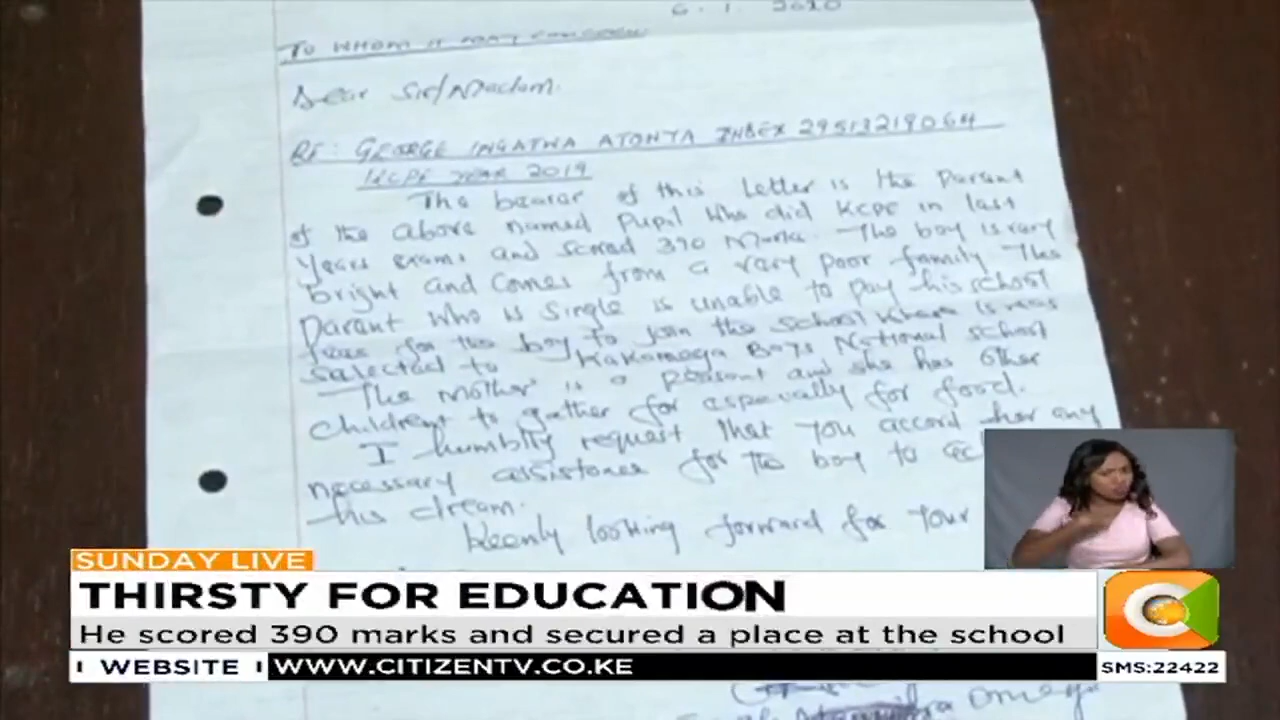 6.1.2020
TO WHOM IT MAY CONCERN
Dear Sir/Madam.
RE: GEORGE INGATWA ATONYA INDEX 29513219064
KCPE YEAR 2019
The bearer of this letter is the parent
of the above named pupil who did KCPE in last
years exams and scored 390 Marks. The boy is very
bright and comes from a very poor family. The
parent who is single is unable to pay his school
fees for the boy to join the school
selected to Kakamega Boys National school
The mother is a peasant and she has other
children to gather for especially for food.
I humbly request that you accord her any
necessary assistance for the boy to
his dream.
Keenly looking forward for your
SUNDAY LIVE
THIRSTY FOR EDUCATION
He scored 390 marks and secured a place at the school
WEBSITE
WWW.CITIZENTV.CO.KE
SMS:22422